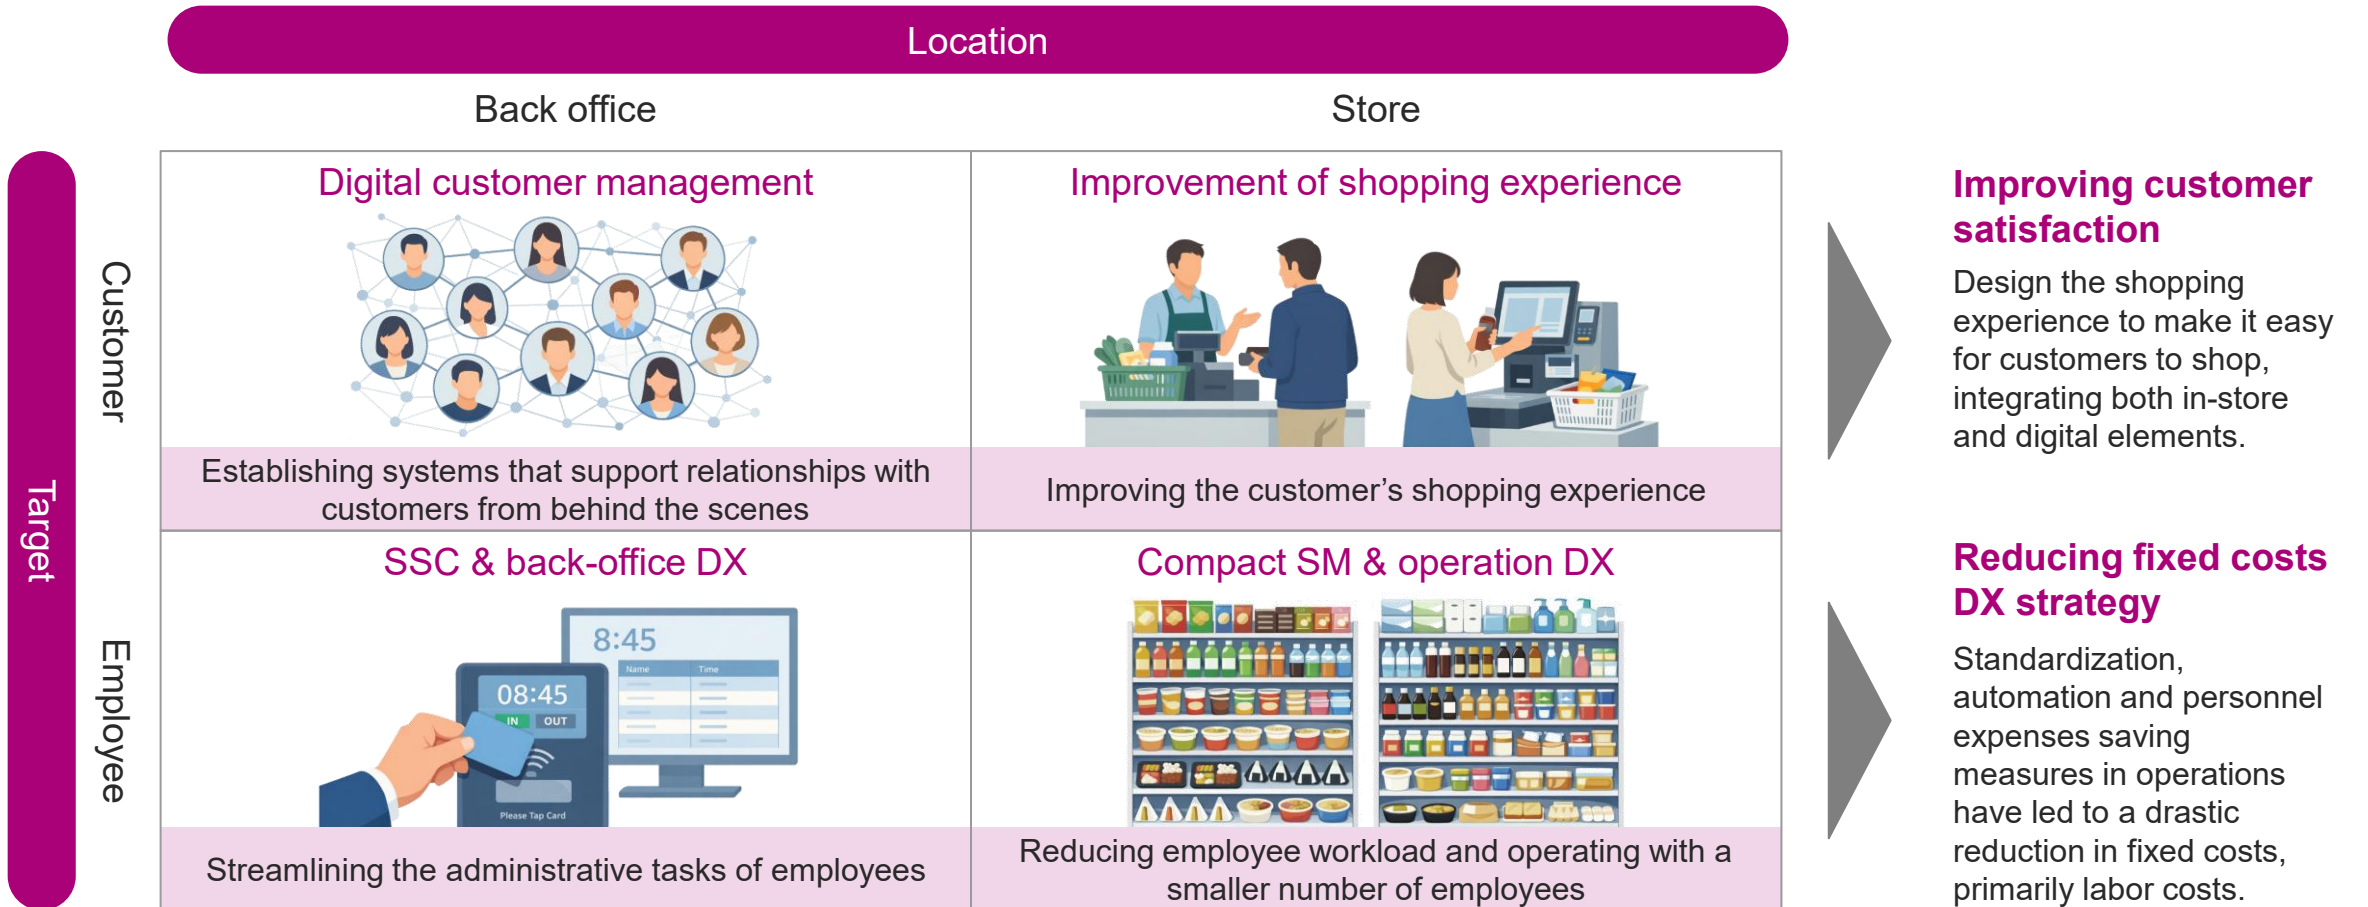 Location
Back office
Store
Target
Customer
Digital customer management
Establishing systems that support relationships with
customers from behind the scenes
Improvement of shopping experience
Improving the customer's shopping experience
Improving customer
satisfaction
Design the shopping
experience to make it easy
for customers to shop,
integrating both in-store
and digital elements.
Employee
SSC & back-office DX
8:45
Name
Time
08:45
IN
OUT
Please Tap Card
Streamlining the administrative tasks of employees
Compact SM & operation DX
Reducing employee workload and operating with a
smaller number of employees
Reducing fixed costs
DX strategy
Standardization,
automation and personnel
expenses saving
measures in operations
have led to a drastic
reduction in fixed costs,
primarily labor costs.